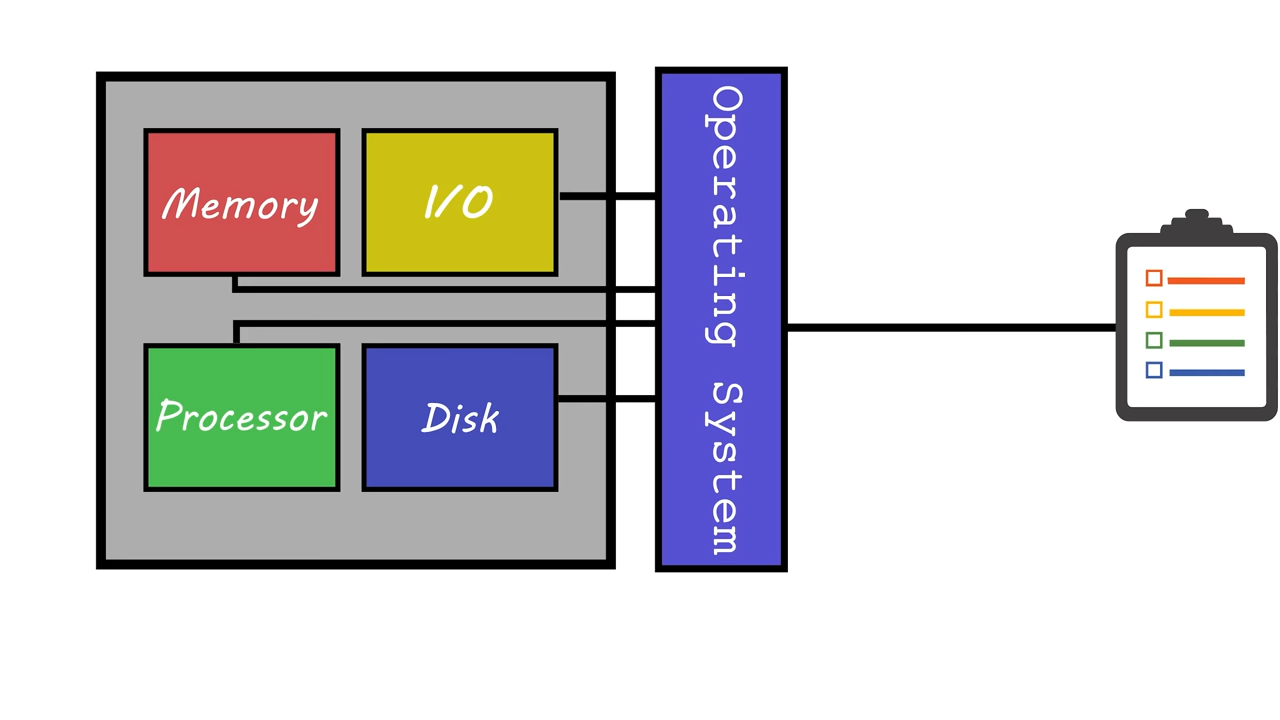 Memory
I/O
Processor
Disk
Operating System